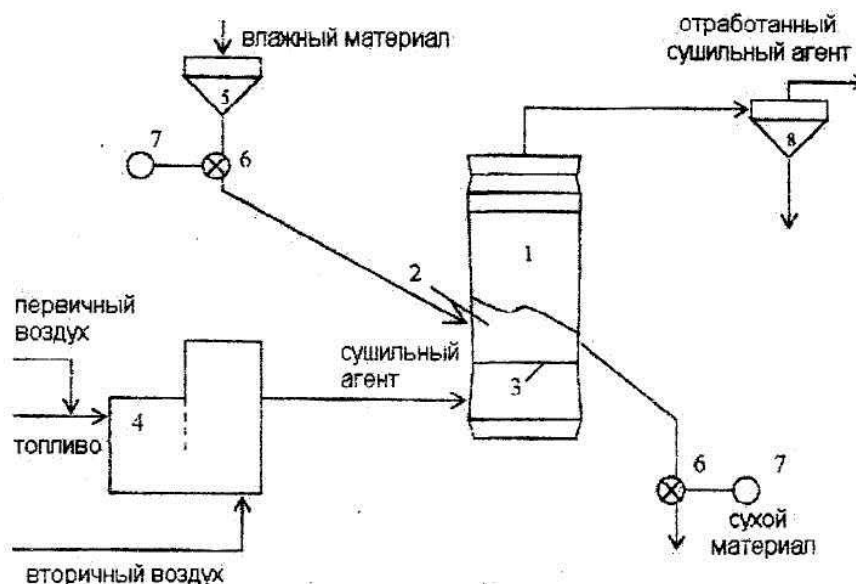 влажный материал
отработанный
сушильный агент
5
7
6
8
1
2
первичный
воздух
сушильный
агент
3
4
топливо
6
7
сухой
материал
вторичный воздух